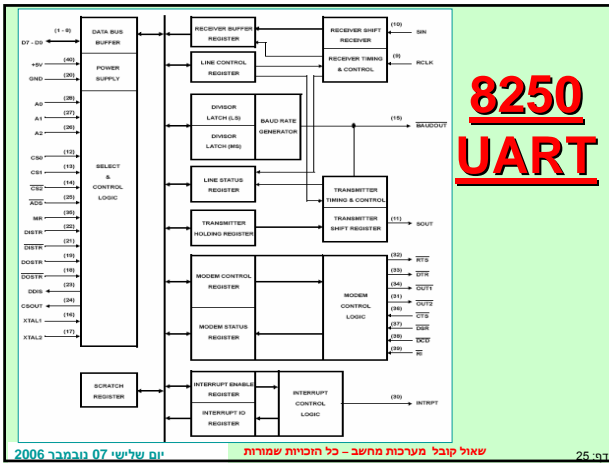 8250
UART
(1 - 8)
D7 - D0
DATA BUS
BUFFER
(40)
+5V
(20)
GND
POWER
SUPPLY
(28)
A0
(27)
A1
(26)
A2
(12)
CS0
(13)
CS1
(14)
CS2
(25)
ADS
(35)
MR
(22)
DISTR
(21)
DISTR
(19)
DOSTR
(18)
DOSTR
(23)
DDIS
(24)
CSOUT
(16)
XTAL1
(17)
XTAL2
SELECT
&
CONTROL
LOGIC
SCRATCH
REGISTER
RECEIVER BUFFER
REGISTER
LINE CONTROL
REGISTER
DIVISOR
LATCH (LS)
DIVISOR
LATCH (MS)
BAUD RATE
GENERATOR
LINE STATUS
REGISTER
TRANSMITTER
HOLDING REGISTER
MODEM CONTROL
REGISTER
MODEM STATUS
REGISTER
INTERRUPT ENABLE
REGISTER
INTERRUPT IO
REGISTER
INTERRUPT
CONTROL
LOGIC
RECEIVER SHIFT
RECEIVER
RECEIVER TIMING
& CONTROL
TRANSMITTER
TIMING & CONTROL
TRANSMITTER
SHIFT REGISTER
MODEM
CONTROL
LOGIC
(10)
SIN
(9)
RCLK
(15)
BAUDOUT
(11)
SOUT
(32)
RTS
(33)
DTR
(34)
OUT1
(31)
OUT2
(36)
CTS
(37)
DSR
(38)
DCD
(39)
RI
(30)
INTRPT
יום שלישי 07 נובמבר 2006
שאול קובל מערכות מחשב – כל הזכויות שמורות
דף: 25